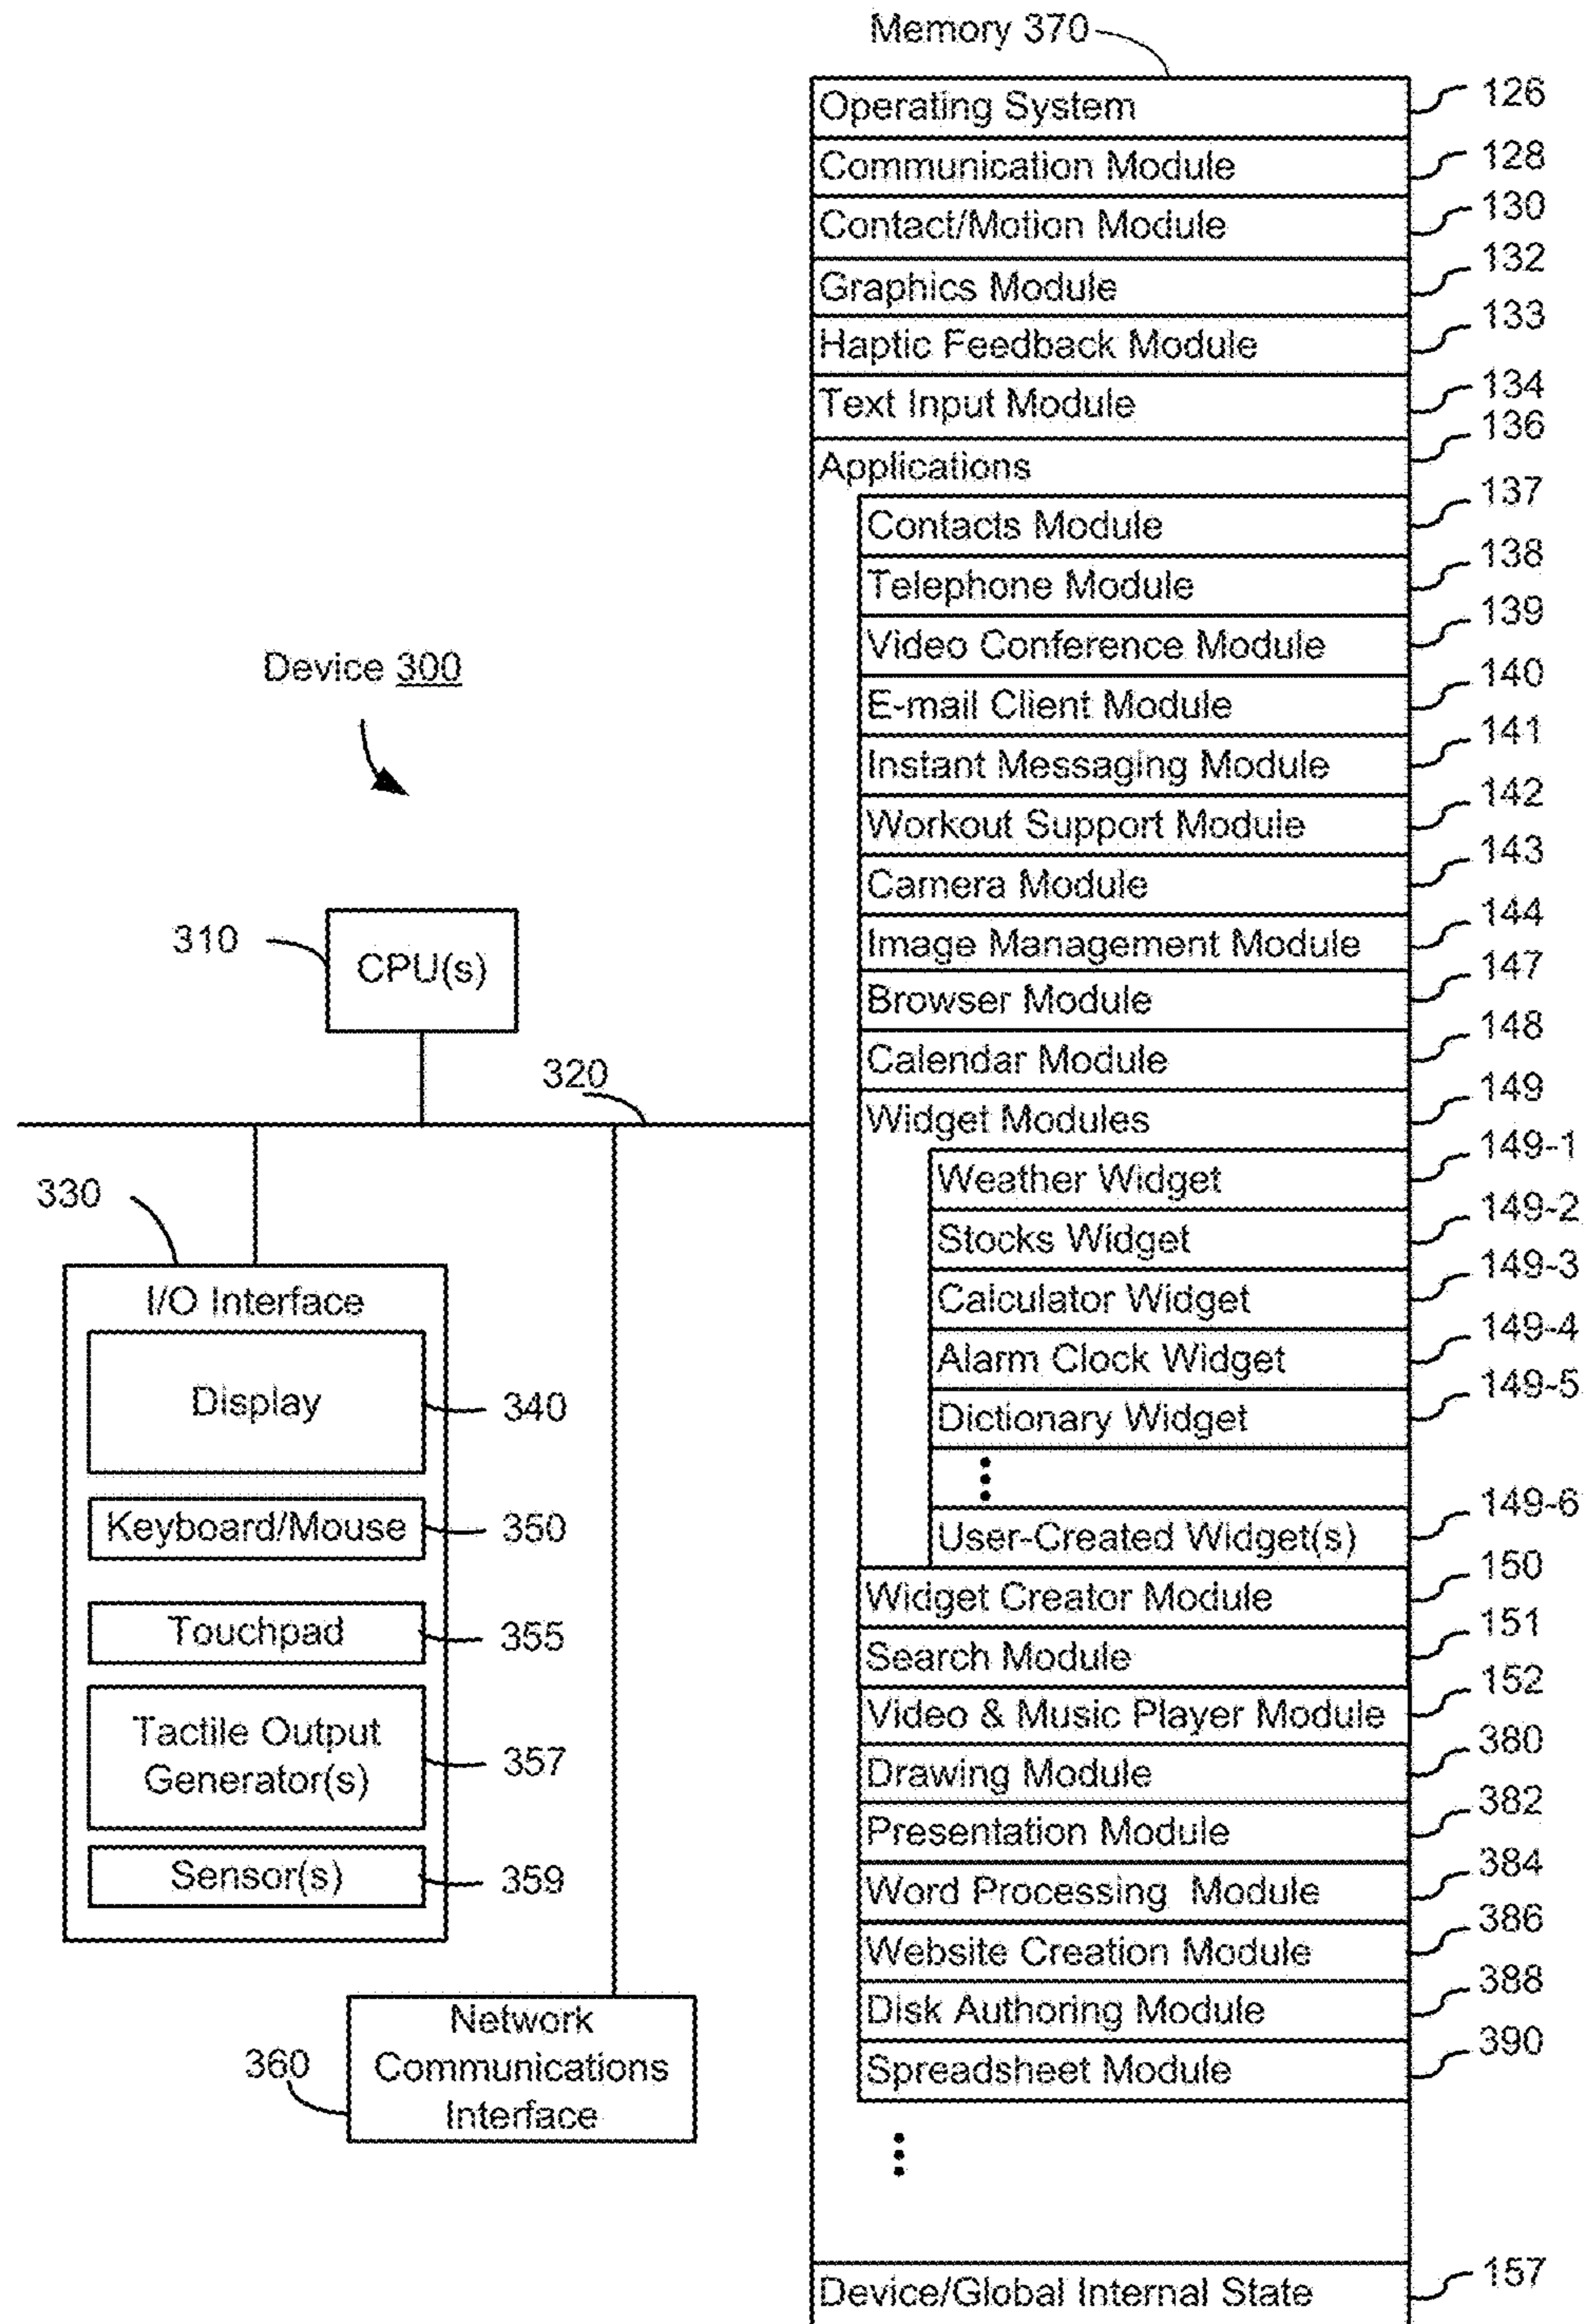 Memory 370
Operating System 126
Communication Module 128
Contact/Motion Module 130
Graphics Module 132
Haptic Feedback Module 133
Text Input Module 134
Applications 136
Contacts Module 137
Telephone Module 138
Video Conference Module 139
E-mail Client Module 140
Instant Messaging Module 141
Workout Support Module 142
Camera Module 143
Image Management Module 144
Browser Module 147
Calendar Module 148
Widget Modules 149
Weather Widget 149-1
Stocks Widget 149-2
Calculator Widget 149-3
Alarm Clock Widget 149-4
Dictionary Widget 149-5
User-Created Widget(s) 149-6
Widget Creator Module 150
Search Module 151
Video & Music Player Module 152
Drawing Module 380
Presentation Module 382
Word Processing Module 384
Website Creation Module 386
Disk Authoring Module 388
Spreadsheet Module 390
Device/Global Internal State 157
Device 300
310
CPU(s)
320
330
I/O Interface
Display 340
Keyboard/Mouse 350
Touchpad 355
Tactile Output
Generator(s) 357
Sensor(s) 359
360
Network
Communications
Interface